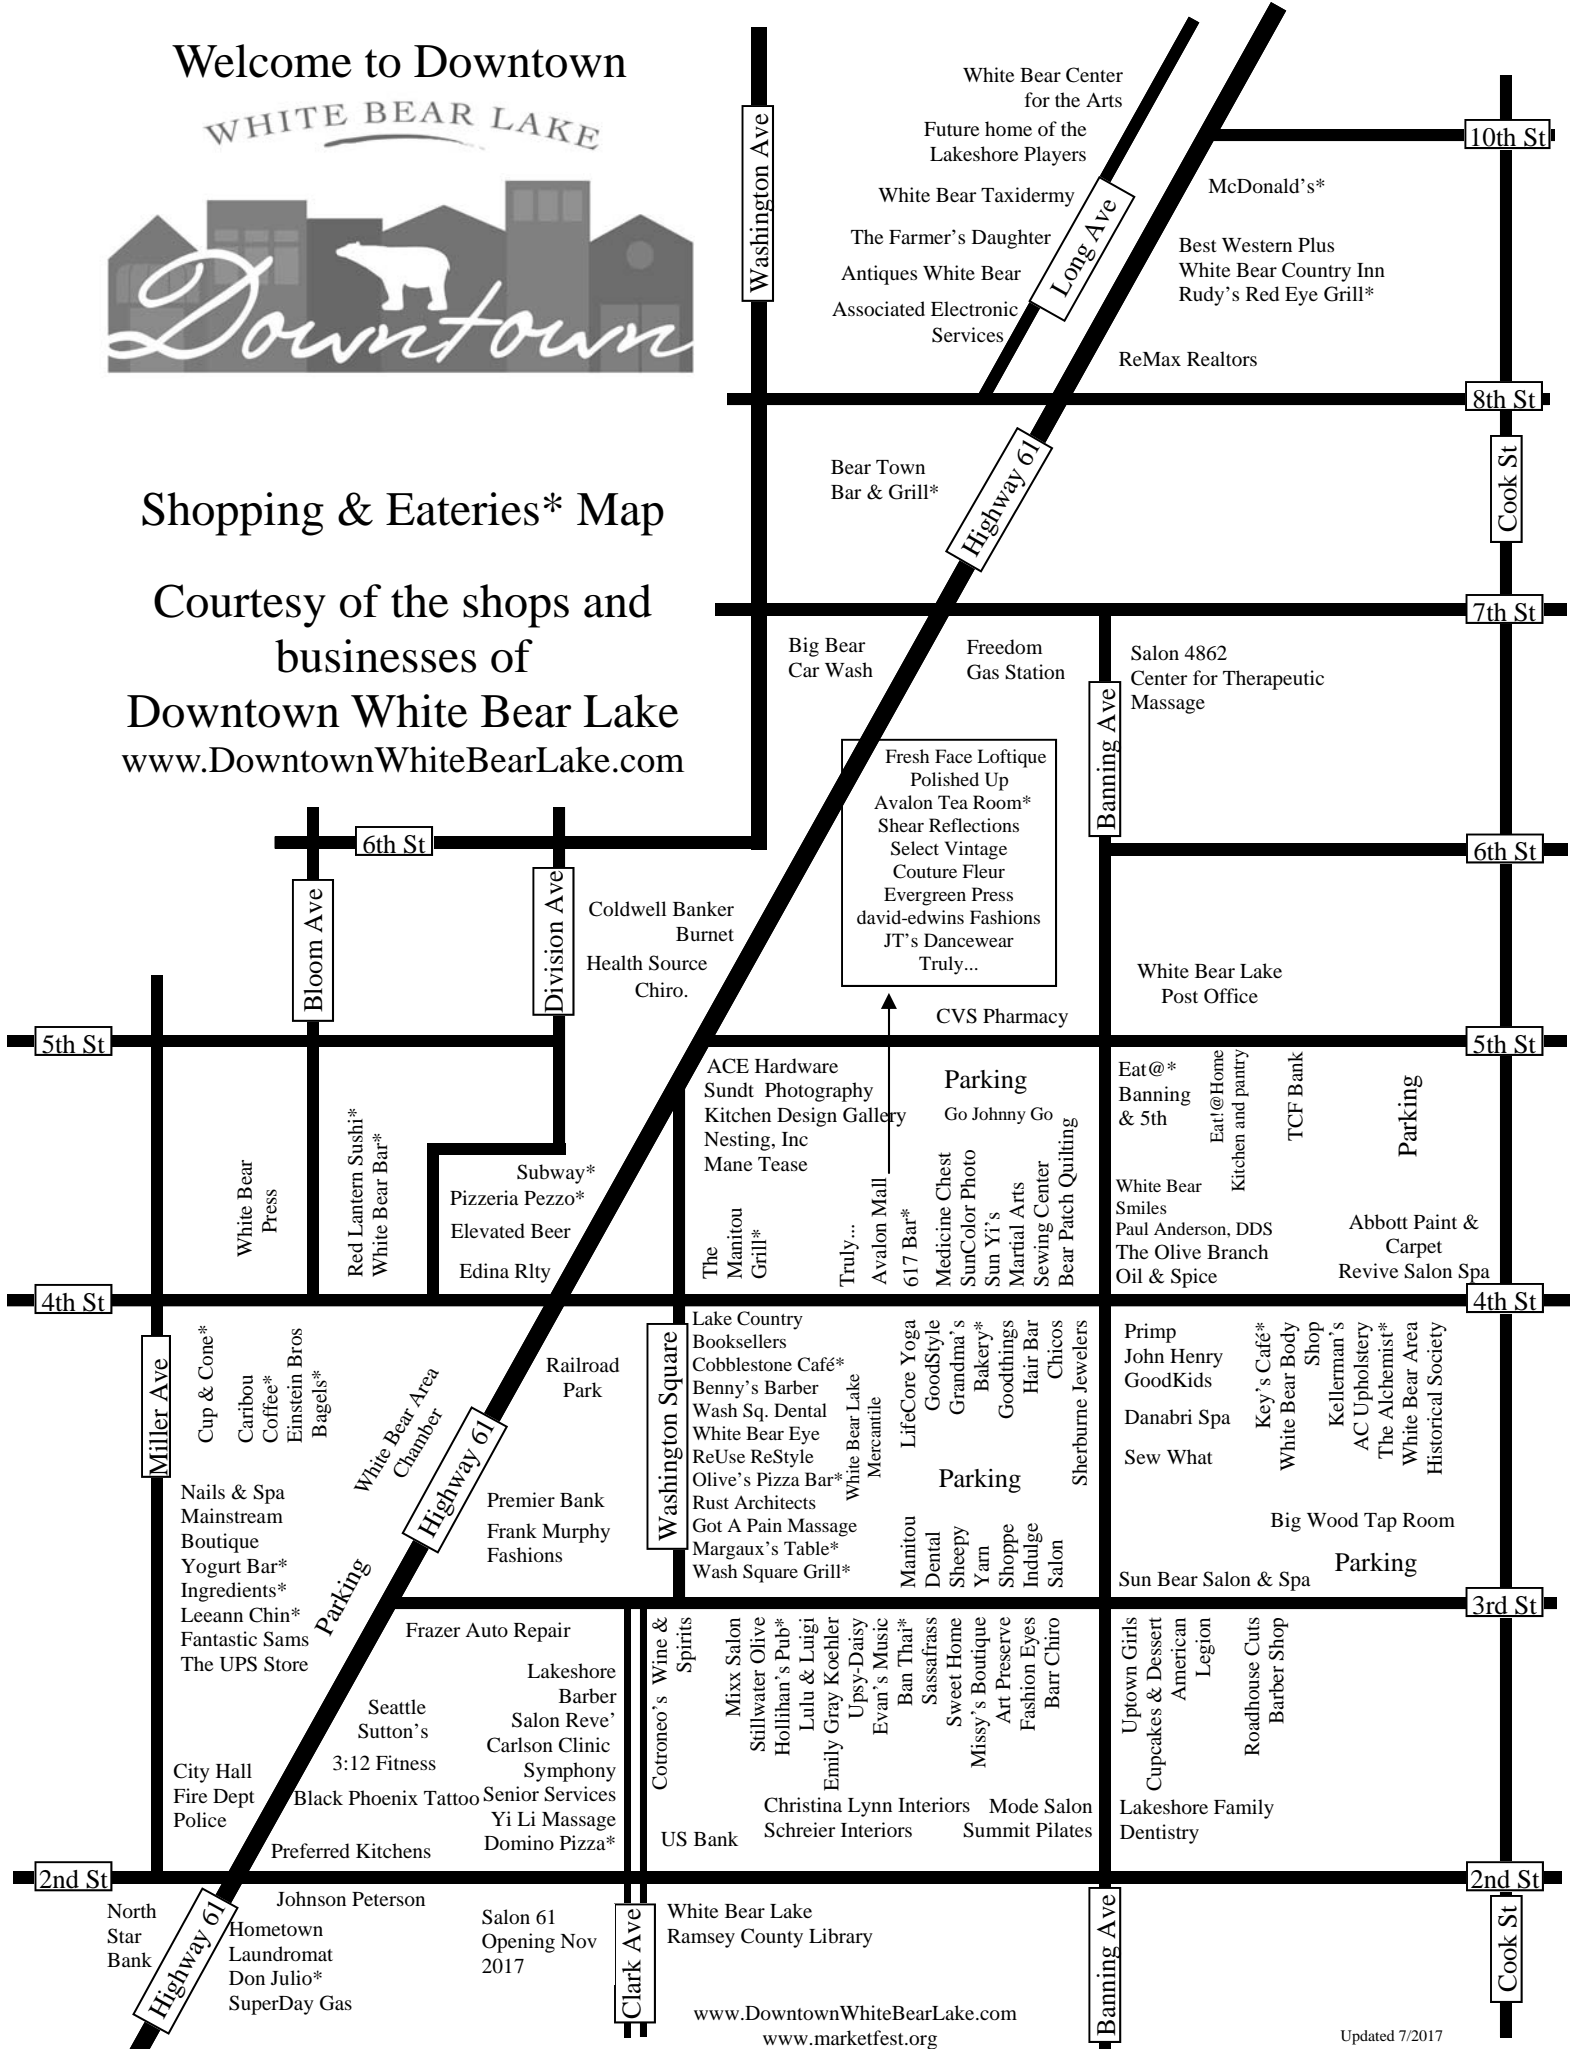 Welcome to Downtown
WHITE BEAR LAKE
Downtown
Shopping & Eateries* Map
Courtesy of the shops and
businesses of
Downtown White Bear Lake
www.DowntownWhiteBearLake.com
Washington Ave
White Bear Center
for the Arts
Future home of the
Lakeshore Players
White Bear Taxidermy
The Farmer's Daughter
Antiques White Bear
Associated Electronic
Services
Long Ave
10th St
McDonald's*
Best Western Plus
White Bear Country Inn
Rudy's Red Eye Grill*
ReMax Realtors
8th St
Bear Town
Bar & Grill*
Highway 61
Cook St
7th St
Big Bear
Car Wash
Freedom
Gas Station
Banning Ave
Salon 4862
Center for Therapeutic
Massage
Fresh Face Loftique
Polished Up
Avalon Tea Room*
Shear Reflections
Select Vintage
Couture Fleur
Evergreen Press
david-edwins Fashions
JT's Dancewear
Truly...
6th St
6th St
Bloom Ave
Division Ave
Coldwell Banker
Burnet
Health Source
Chiro.
White Bear Lake
Post Office
CVS Pharmacy
5th St
5th St
White Bear
Press
Red Lantern Sushi*
White Bear Bar*
Subway*
Pizzeria Pezzo*
Elevated Beer
Edina Rlty
ACE Hardware
Sundt Photography
Kitchen Design Gallery
Nesting, Inc
Mane Tease
Parking
Go Johnny Go
The
Manitou
Grill*
Truly...
Avalon Mall
617 Bar*
Medicine Chest
SunColor Photo
Sun Yi's
Martial Arts
Sewing Center
Bear Patch Quilting
Eat@*
Banning
& 5th
Eat!@Home
Kitchen and pantry
TCF Bank
Parking
White Bear
Smiles
Paul Anderson, DDS
The Olive Branch
Oil & Spice
Abbott Paint &
Carpet
Revive Salon Spa
4th St
4th St
Miller Ave
Cup & Cone*
Caribou
Coffee*
Einstein Bros
Bagels*
White Bear Area
Chamber
Highway 61
Railroad
Park
Washington Square
Lake Country
Booksellers
Cobblestone Café*
Benny's Barber
Wash Sq. Dental
White Bear Eye
ReUse ReStyle
Olive's Pizza Bar*
Rust Architects
Got A Pain Massage
Margaux's Table*
Wash Square Grill*
White Bear Lake
Mercantile
LifeCore Yoga
GoodStyle
Grandma's
Bakery*
Goodthings
Hair Bar
Chicos
Sherburne Jewelers
Parking
Manitou
Dental
Sheepy
Yarn
Shoppe
Indulge
Salon
Primp
John Henry
GoodKids
Danabri Spa
Sew What
Key's Café*
White Bear Body
Shop
Kellerman's
AC Upholstery
The Alchemist*
White Bear Area
Historical Society
Big Wood Tap Room
Parking
Sun Bear Salon & Spa
Nails & Spa
Mainstream
Boutique
Yogurt Bar*
Ingredients*
Leeann Chin*
Fantastic Sams
The UPS Store
Parking
Premier Bank
Frank Murphy
Fashions
3rd St
Frazer Auto Repair
Lakeshore
Barber
Salon Reve'
Carlson Clinic
Symphony
Senior Services
Yi Li Massage
Domino Pizza*
Seattle
Sutton's
3:12 Fitness
Black Phoenix Tattoo
Preferred Kitchens
City Hall
Fire Dept
Police
Cotroneo's Wine &
Spirits
Mixx Salon
Stillwater Olive
Hollihan's Pub*
Lulu & Luigi
Emily Gray Koehler
Upsy-Daisy
Evan's Music
Ban Thai*
Sassafrass
Sweet Home
Missy's Boutique
Art Preserve
Fashion Eyes
Barr Chiro
Christina Lynn Interiors
Schreier Interiors
Mode Salon
Summit Pilates
US Bank
Uptown Girls
Cupcakes & Dessert
American
Legion
Roadhouse Cuts
Barber Shop
Lakeshore Family
Dentistry
2nd St
2nd St
North
Star
Bank
Highway 61
Johnson Peterson
Hometown
Laundromat
Don Julio*
SuperDay Gas
Salon 61
Opening Nov
2017
Clark Ave
White Bear Lake
Ramsey County Library
Banning Ave
Cook St
www.DowntownWhiteBearLake.com
www.marketfest.org
Updated 7/2017